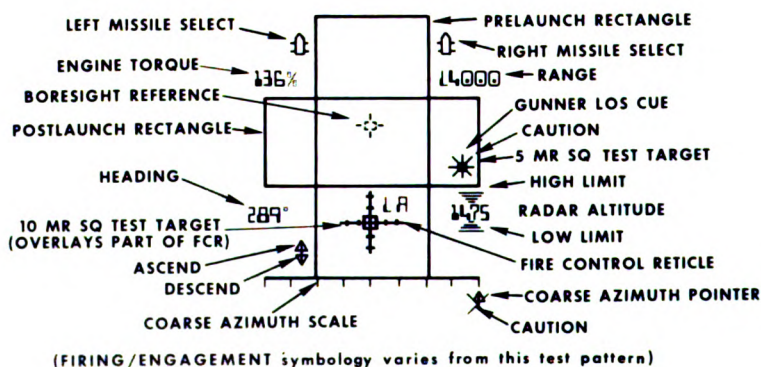 LEFT MISSILE SELECT
PRELAUNCH RECTANGLE
RIGHT MISSILE SELECT
ENGINE TORQUE
136%
L4000
RANGE
BORESIGHT REFERENCE
GUNNER LOS CUE
POSTLAUNCH RECTANGLE
CAUTION
5 MR SQ TEST TARGET
HEADING
HIGH LIMIT
289°
LA
1475
RADAR ALTITUDE
10 MR SQ TEST TARGET
(OVERLAYS PART OF FCR)
LOW LIMIT
ASCEND
FIRE CONTROL RETICLE
DESCEND
COARSE AZIMUTH POINTER
COARSE AZIMUTH SCALE
CAUTION
(FIRING/ENGAGEMENT symbology varies from this test pattern)